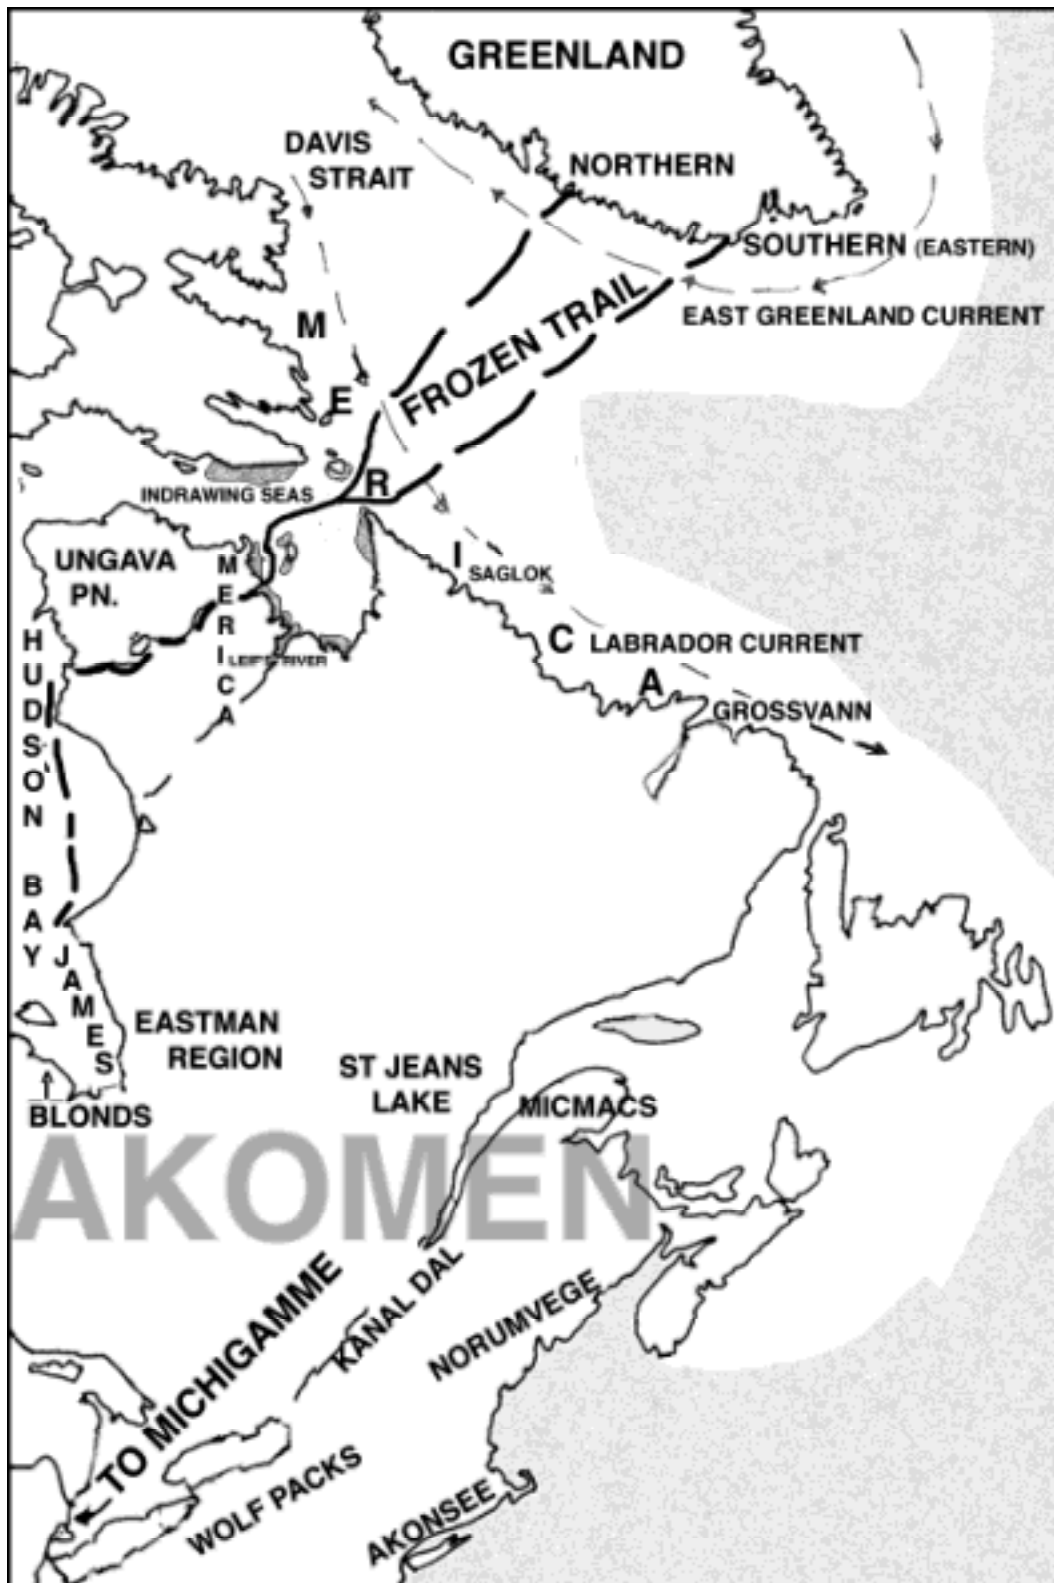 GREENLAND
DAVIS
STRAIT
NORTHERN
SOUTHERN (EASTERN)
EAST GREENLAND CURRENT
FROZEN TRAIL
MERICA
INDRAWING SEAS
UNGAVA
PN.
MERICA
SAGLOK
LABRADOR CURRENT
RIVER
GROSSVANN
HUDSON BAY
JAMES
EASTMAN
REGION
BLONDS
ST JEANS
LAKE
MICMACS
AKOMEN
KANAL DAL
NORUMVEGE
TO MICHIGAMME
WOLF PACKS
AKONSEE